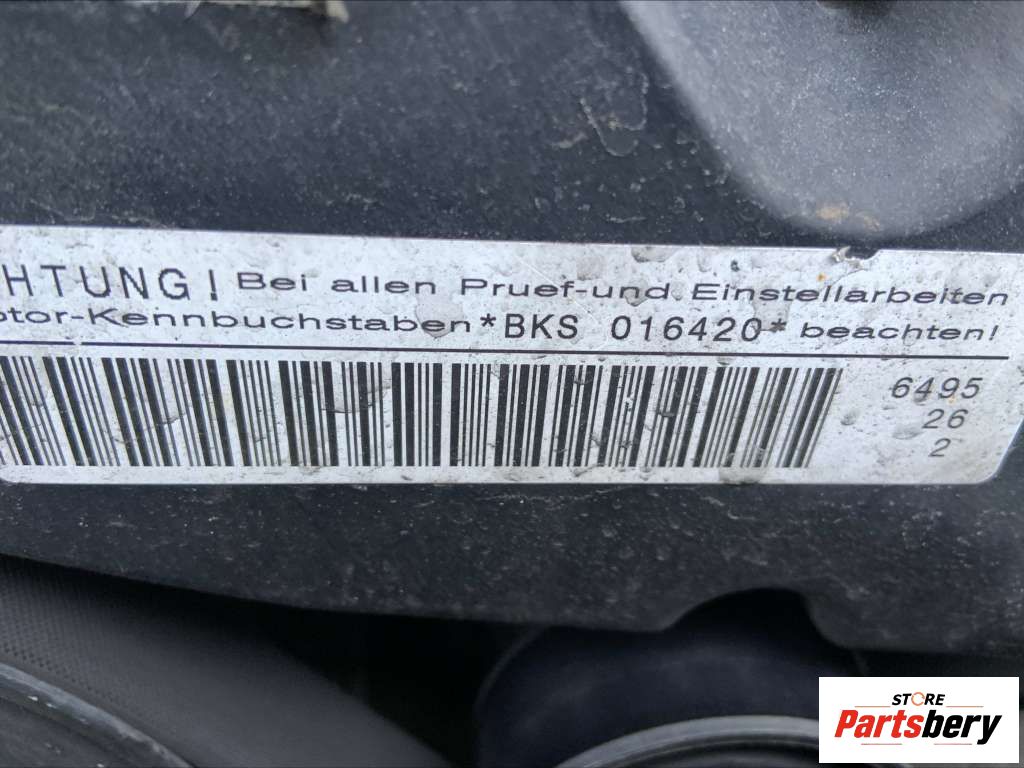 HTUNG! Bei allen Pruef-und Einstellarbeiten
otor-Kennbuchstaben *BKS 016420* beachten!
6495
26
2
STORE
Partsbery